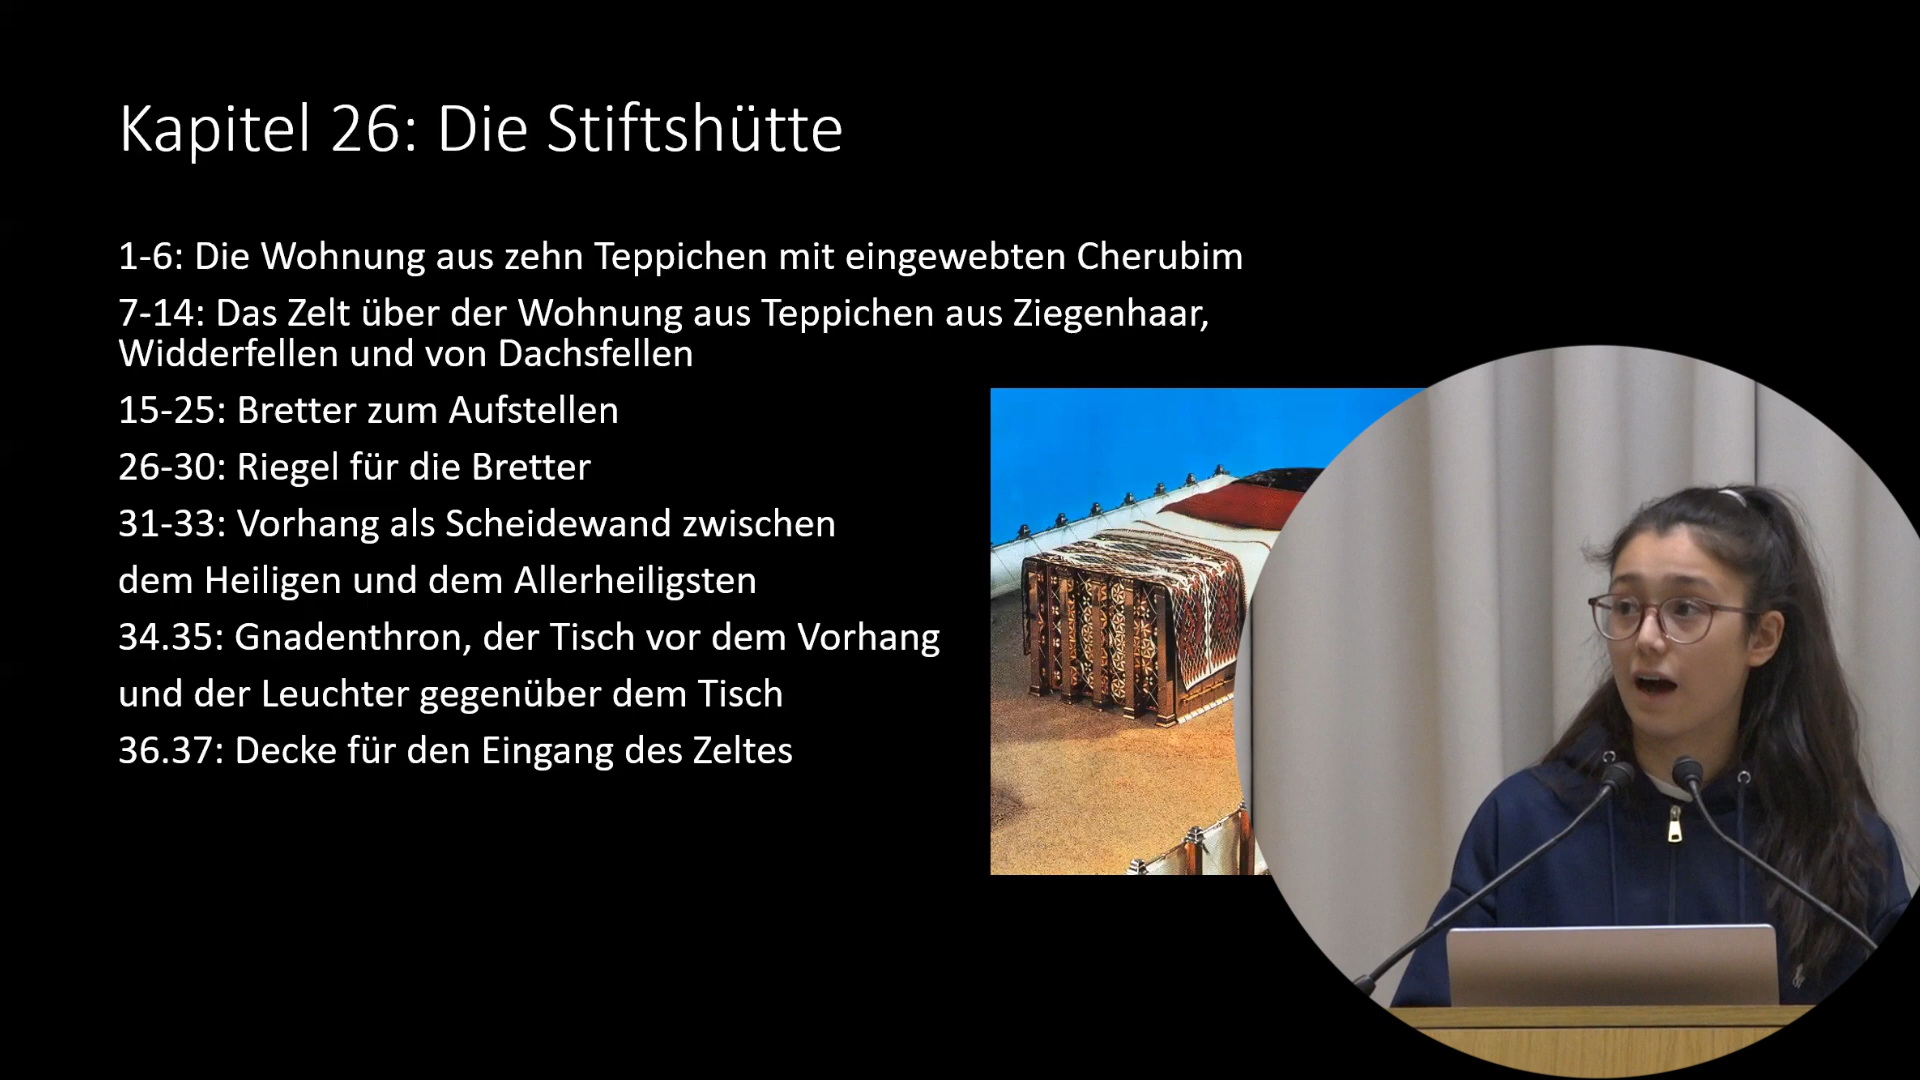 Kapitel 26: Die Stiftshütte
1-6: Die Wohnung aus zehn Teppichen mit eingewebten Cherubim
7-14: Das Zelt über der Wohnung aus Teppichen aus Ziegenhaar,
Widderfellen und von Dachsfellen
15-25: Bretter zum Aufstellen
26-30: Riegel für die Bretter
31-33: Vorhang als Scheidewand zwischen
dem Heiligen und dem Allerheiligsten
34.35: Gnadenthron, der Tisch vor dem Vorhang
und der Leuchter gegenüber dem Tisch
36.37: Decke für den Eingang des Zeltes